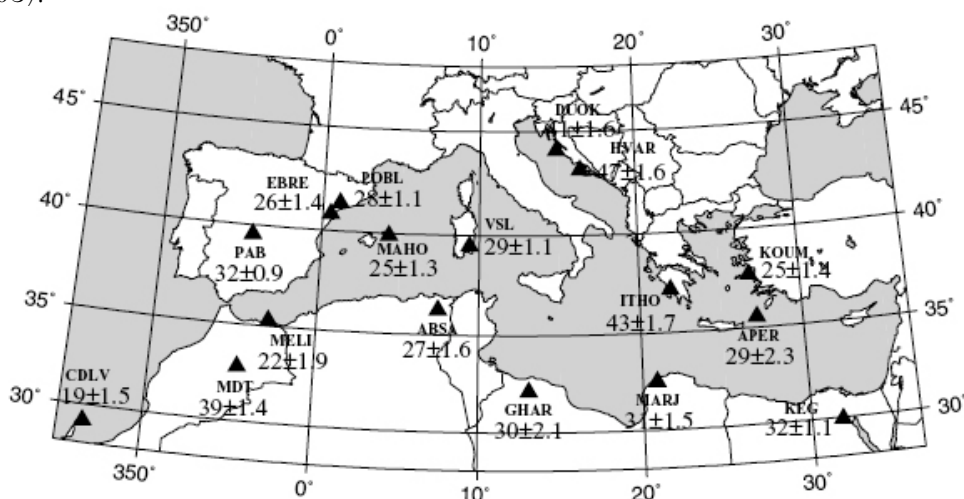 350˚
0˚
10˚
20˚
30˚
45˚
45˚
DUOK
HVAR
47±1.6
40˚
40˚
EBRE
26±1.4
POBL
28±1.1
PAB
32±0.9
MAHO
25±1.3
VSL
29±1.1
KOUM
25±1.4
ITHO
43±1.7
APER
29±2.3
35˚
35˚
MELI
22±1.9
ABSA
27±1.6
MDT
39±1.4
CDLV
19±1.5
30˚
30˚
GHAR
30±2.1
MARJ
31±1.5
KEG
32±1.1
350˚
0˚
10˚
20˚
30˚